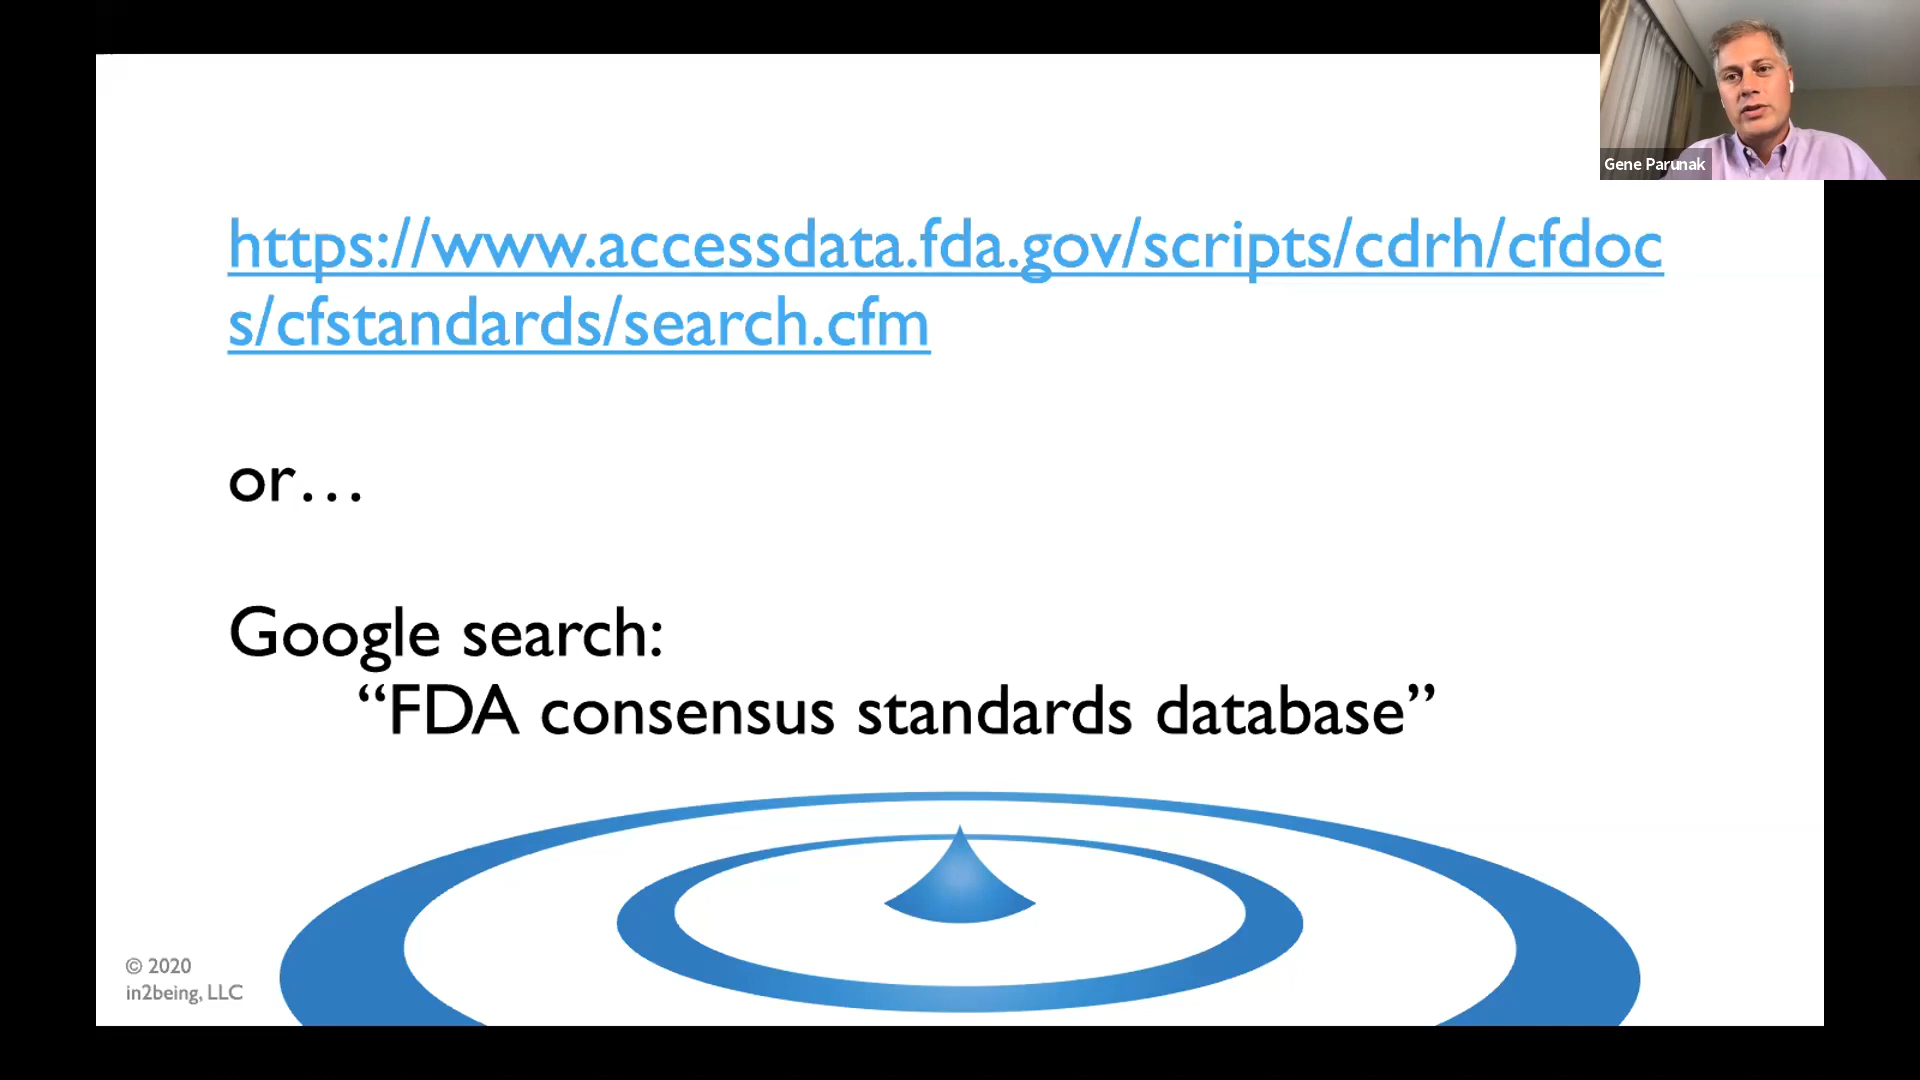 Gene Parunak
https://www.accessdata.fda.gov/scripts/cdrh/cfdoc
s/cfstandards/search.cfm
or…
Google search:
“FDA consensus standards database”
© 2020
in2being, LLC